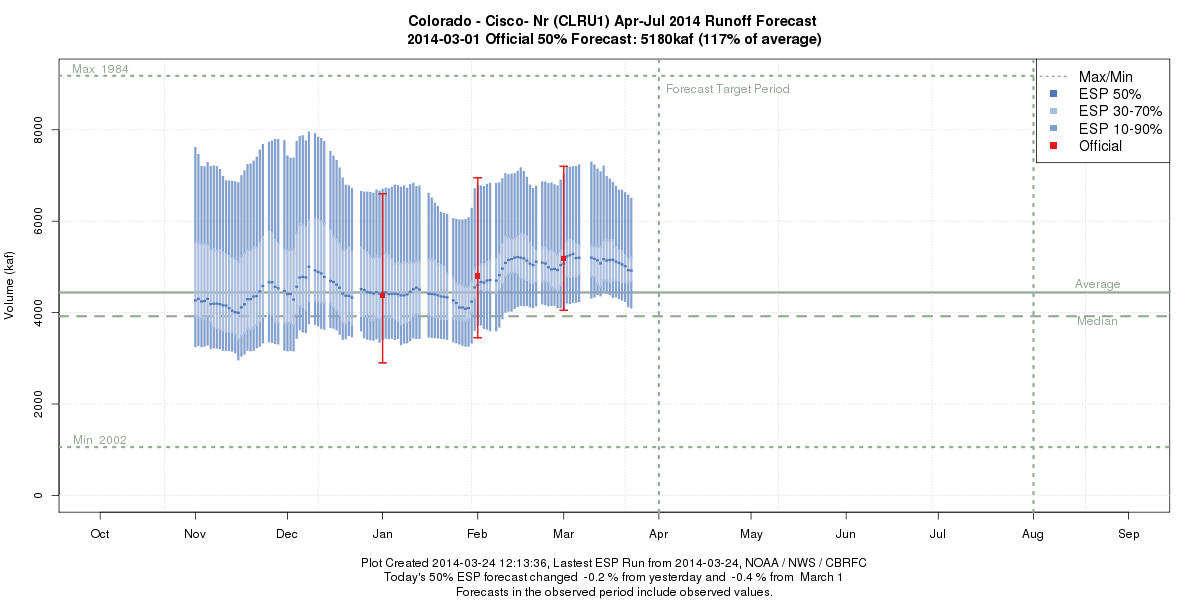 Colorado - Cisco- Nr (CLRU1) Apr-Jul 2014 Runoff Forecast
2014-03-01 Official 50% Forecast: 5180kaf (117% of average)
Max 1984
Forecast Target Period
Max/Min
ESP 50%
ESP 30-70%
ESP 10-90%
Official
Average
Median
Min 2002
Volume (kaf)
8000
6000
4000
2000
0
Oct Nov Dec Jan Feb Mar Apr May Jun Jul Aug Sep
Plot Created 2014-03-24 12:13:36, Lastest ESP Run from 2014-03-24, NOAA / NWS / CBRFC
Today's 50% ESP forecast changed -0.2 % from yesterday and -0.4 % from March 1
Forecasts in the observed period include observed values.